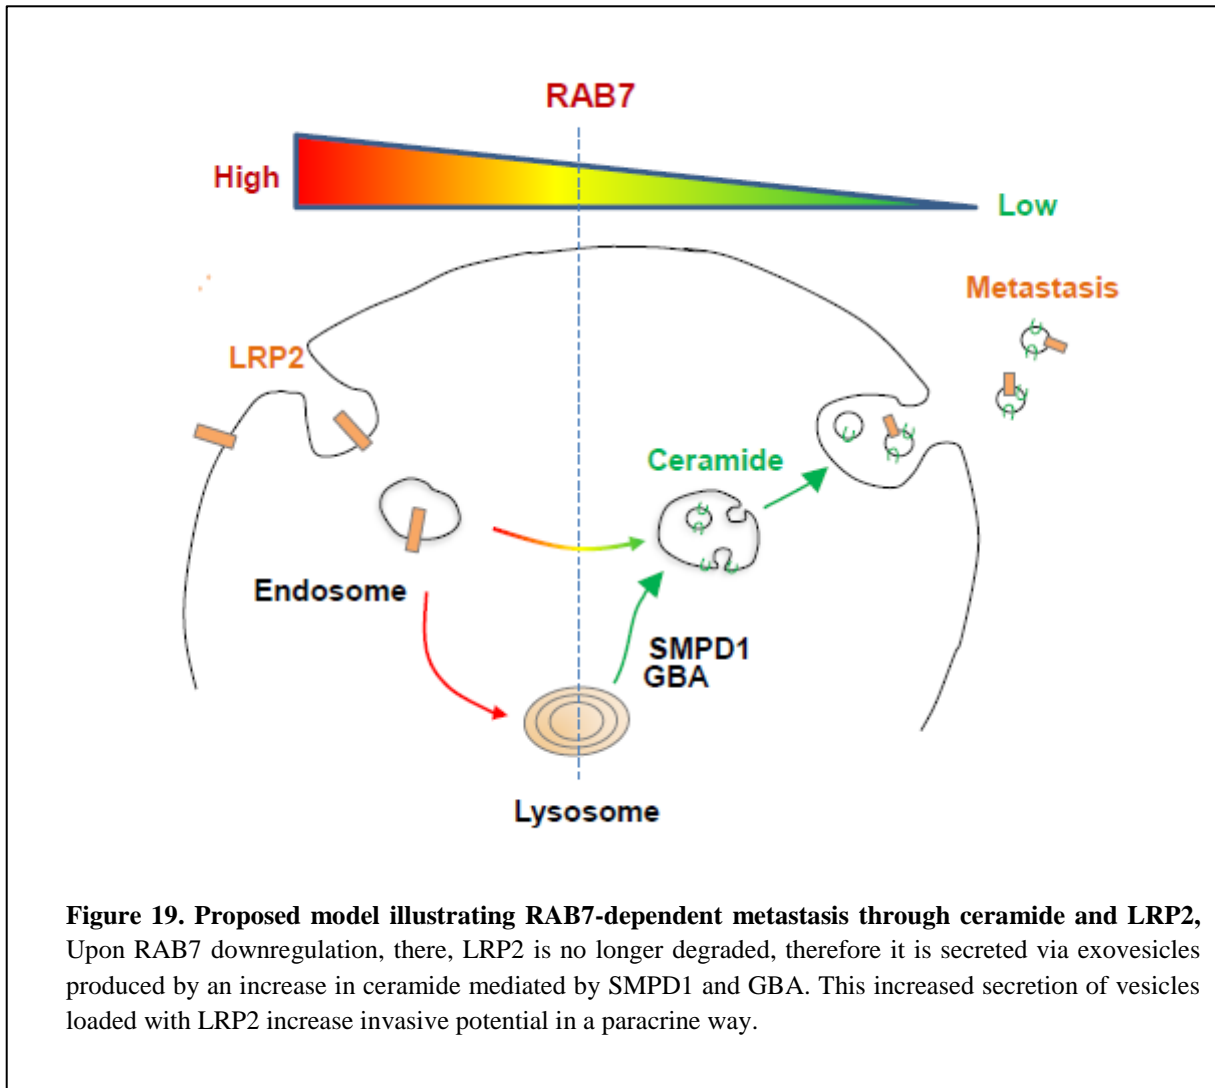 RAB7
High
Low
Metastasis
LRP2
Ceramide
Endosome
SMPD1
GBA
Lysosome
Figure 19. Proposed model illustrating RAB7-dependent metastasis through ceramide and LRP2,
Upon RAB7 downregulation, there, LRP2 is no longer degraded, therefore it is secreted via exovesicles
produced by an increase in ceramide mediated by SMPD1 and GBA. This increased secretion of vesicles
loaded with LRP2 increase invasive potential in a paracrine way.